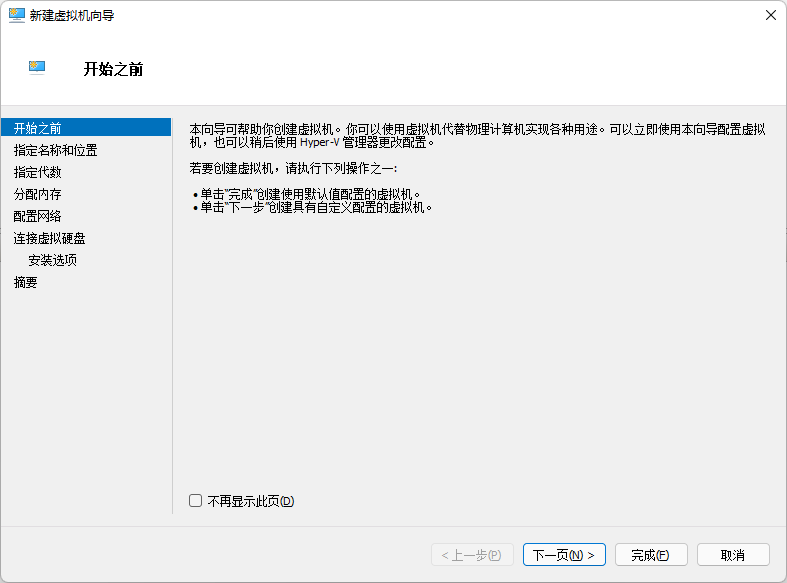 新建虚拟机向导
开始之前
开始之前
指定名称和位置
指定代数
分配内存
配置网络
连接虚拟硬盘
安装选项
摘要
本向导可帮助你创建虚拟机。你可以使用虚拟机代替物理计算机实现各种用途。可以立即使用本向导配置虚拟
机，也可以稍后使用 Hyper-V 管理器更改配置。
若要创建虚拟机，请执行下列操作之一:
• 单击"完成"创建使用默认值配置的虚拟机。
• 单击"下一步"创建具有自定义配置的虚拟机。
不再显示此页(D)
< 上一步(P)
下一页(N) >
完成(F)
取消